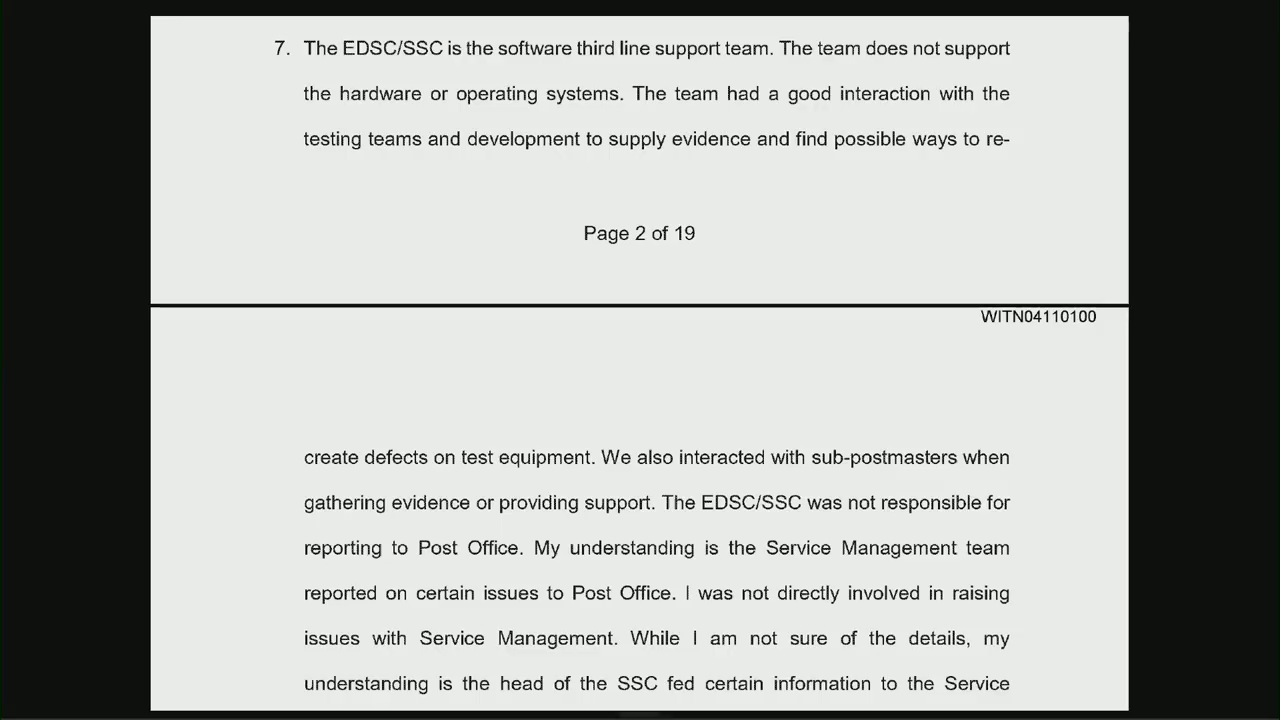 7. The EDSC/SSC is the software third line support team. The team does not support
the hardware or operating systems. The team had a good interaction with the
testing teams and development to supply evidence and find possible ways to re-
Page 2 of 19
WITN04110100
create defects on test equipment. We also interacted with sub-postmasters when
gathering evidence or providing support. The EDSC/SSC was not responsible for
reporting to Post Office. My understanding is the Service Management team
reported on certain issues to Post Office. I was not directly involved in raising
issues with Service Management. While I am not sure of the details, my
understanding is the head of the SSC fed certain information to the Service